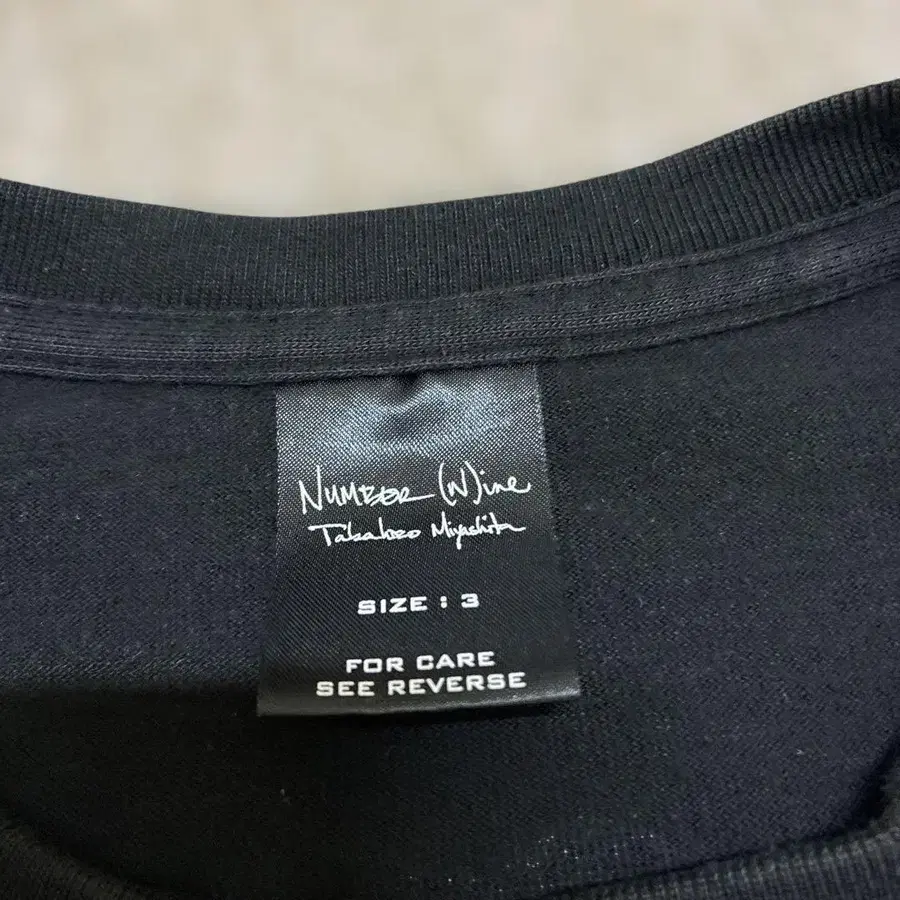 NUMBER (N)ine
Takahiro Miyashita
SIZE : 3
FOR CARE
SEE REVERSE